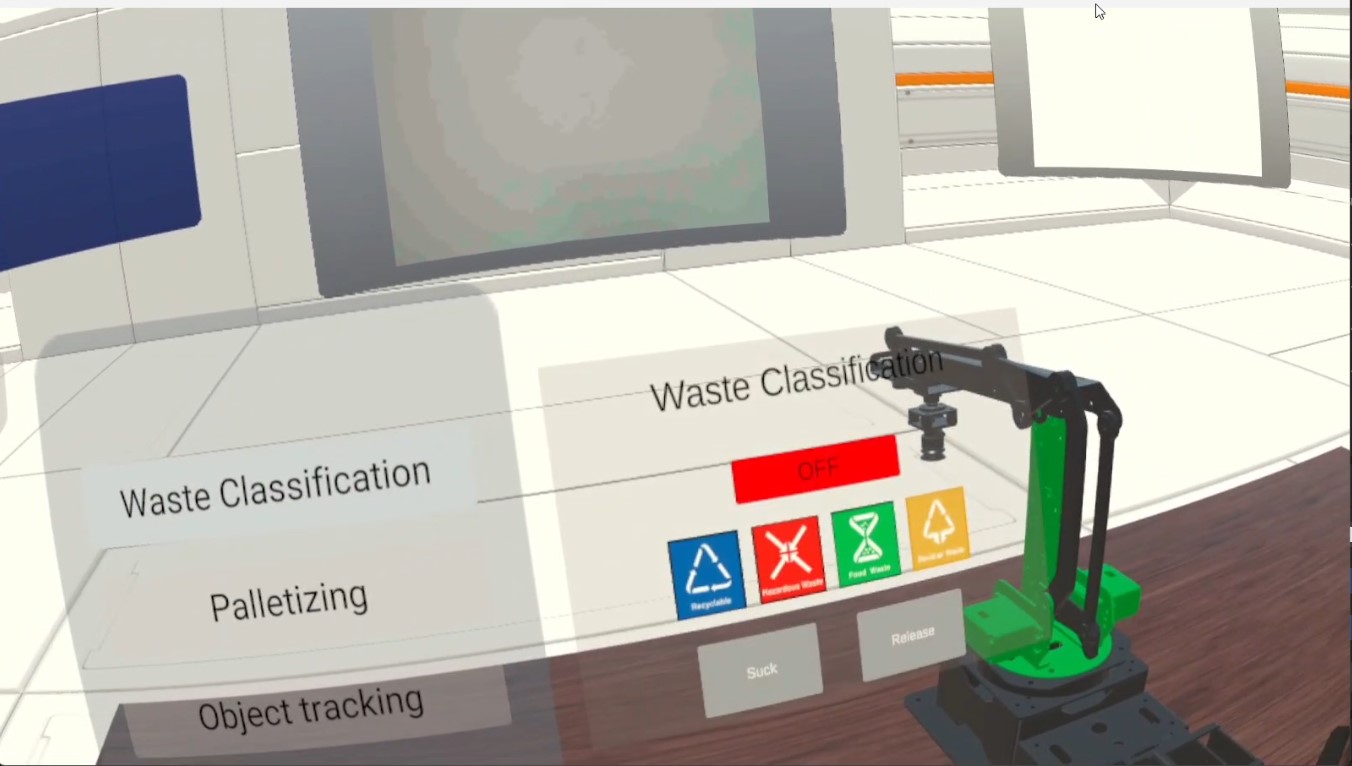 Waste Classification
Palletizing
Object tracking
Waste Classification
OFF
Recyclable
Hazardous Waste
Food Waste
Residual Waste
Suck
Release